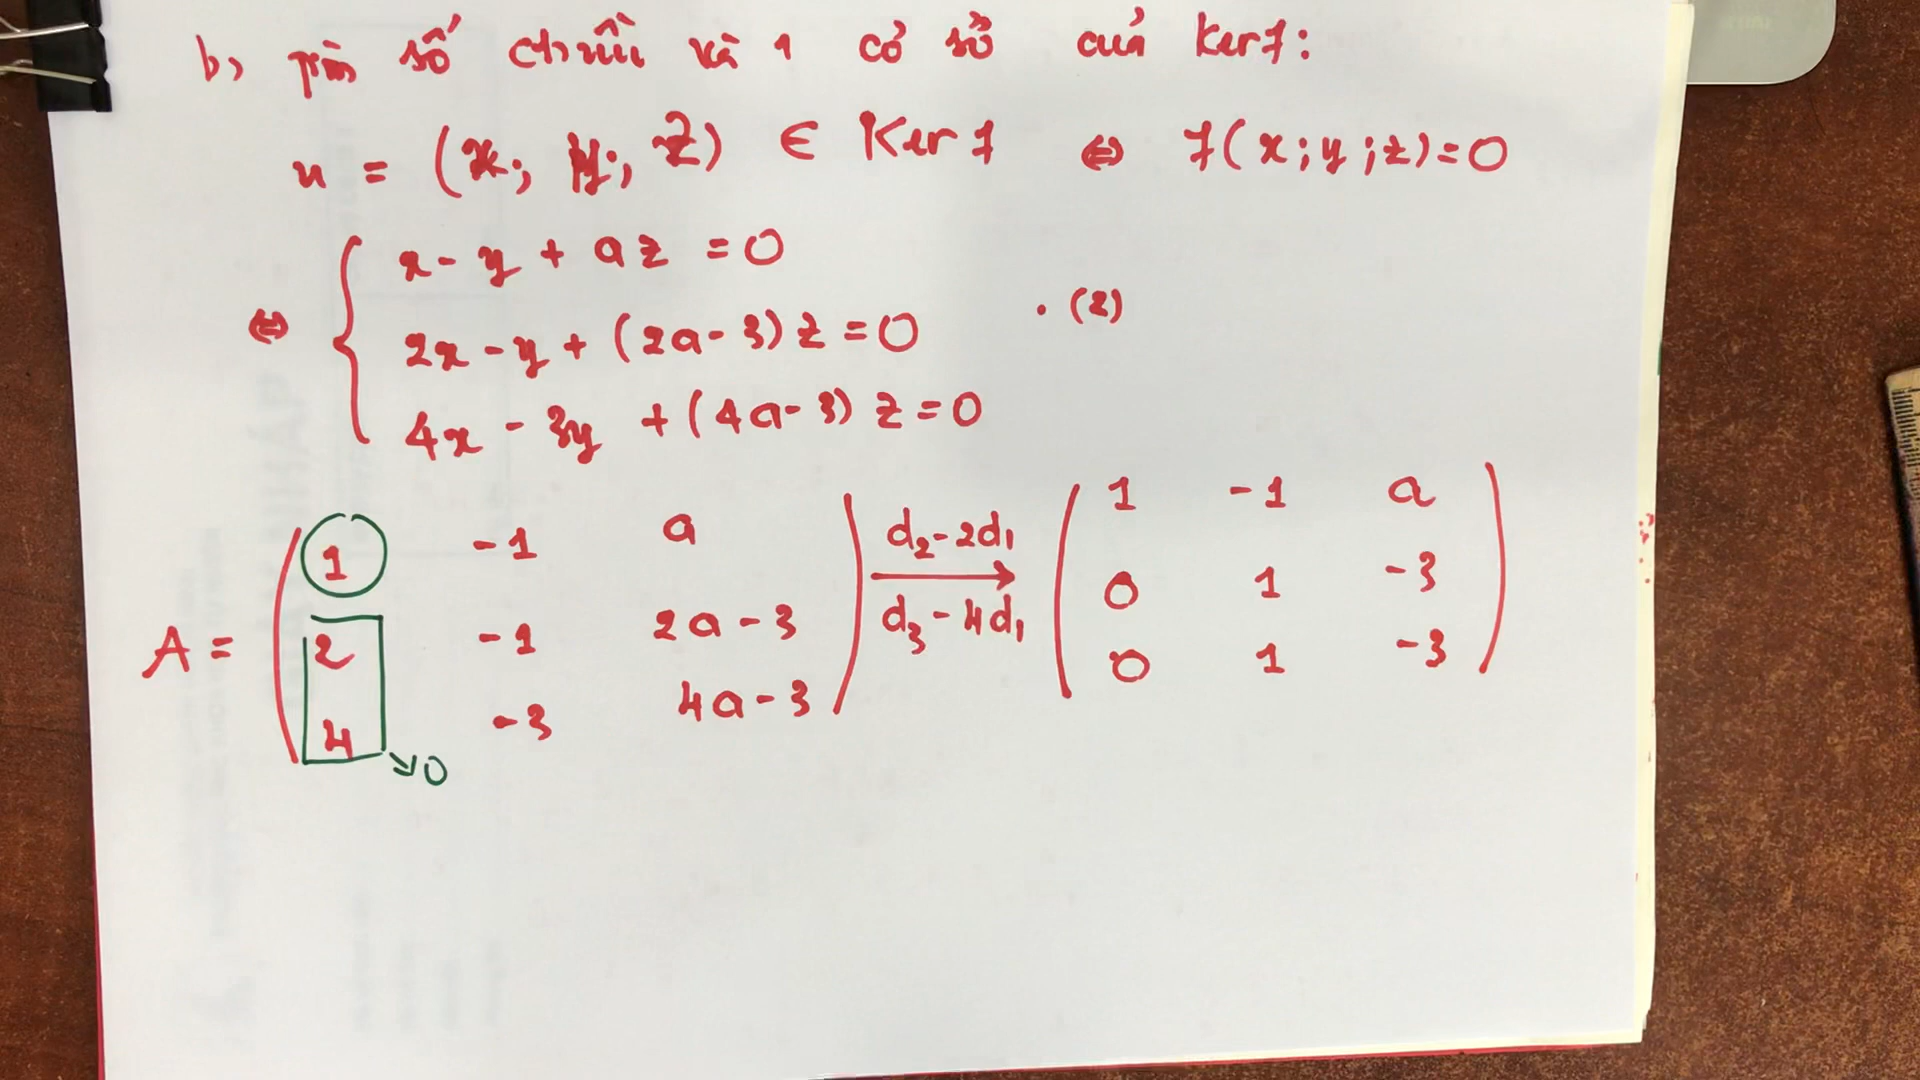 b, Tìm số chiều và 1 cơ sở của Ker f:
u = (x; y; z) ∈ Ker f ⇔ f(x; y; z) = 0
⇔ { x - y + az = 0
2x - y + (2a - 3) z = 0 . (2)
4x - 3y + (4a - 3) z = 0
A = ( 1 -1 a ) d₂ - 2d₁ → ( 1 -1 a )
2 -1 2a - 3 d₃ - 4d₁ 0 1 -3
4 -3 4a - 3 0 1 -3
↘ 0